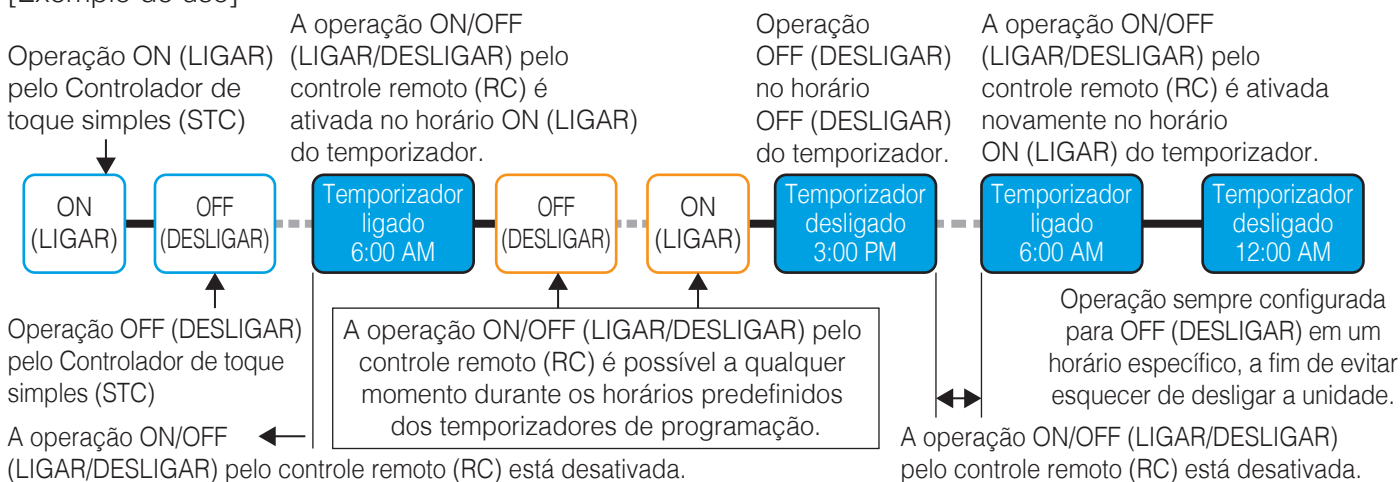 [Exemplo de uso]
Operação ON (LIGAR)
pelo Controlador de
toque simples (STC)
A operação ON/OFF
(LIGAR/DESLIGAR) pelo
controle remoto (RC) é
ativada no horário ON (LIGAR)
do temporizador.
Operação
OFF (DESLIGAR)
no horário
OFF (DESLIGAR)
do temporizador.
A operação ON/OFF
(LIGAR/DESLIGAR) pelo
controle remoto (RC) é ativada
novamente no horário
ON (LIGAR) do temporizador.
ON
(LIGAR)
OFF
(DESLIGAR)
Temporizador
ligado
6:00 AM
OFF
(DESLIGAR)
ON
(LIGAR)
Temporizador
desligado
3:00 PM
Temporizador
ligado
6:00 AM
Temporizador
desligado
12:00 AM
Operação OFF (DESLIGAR)
pelo Controlador de toque
simples (STC)
A operação ON/OFF (LIGAR/DESLIGAR) pelo
controle remoto (RC) é possível a qualquer
momento durante os horários predefinidos
dos temporizadores de programação.
Operação sempre configurada
para OFF (DESLIGAR) em um
horário específico, a fim de evitar
esquecer de desligar a unidade.
A operação ON/OFF
(LIGAR/DESLIGAR) pelo controle remoto (RC) está desativada.
A operação ON/OFF (LIGAR/DESLIGAR)
pelo controle remoto (RC) está desativada.